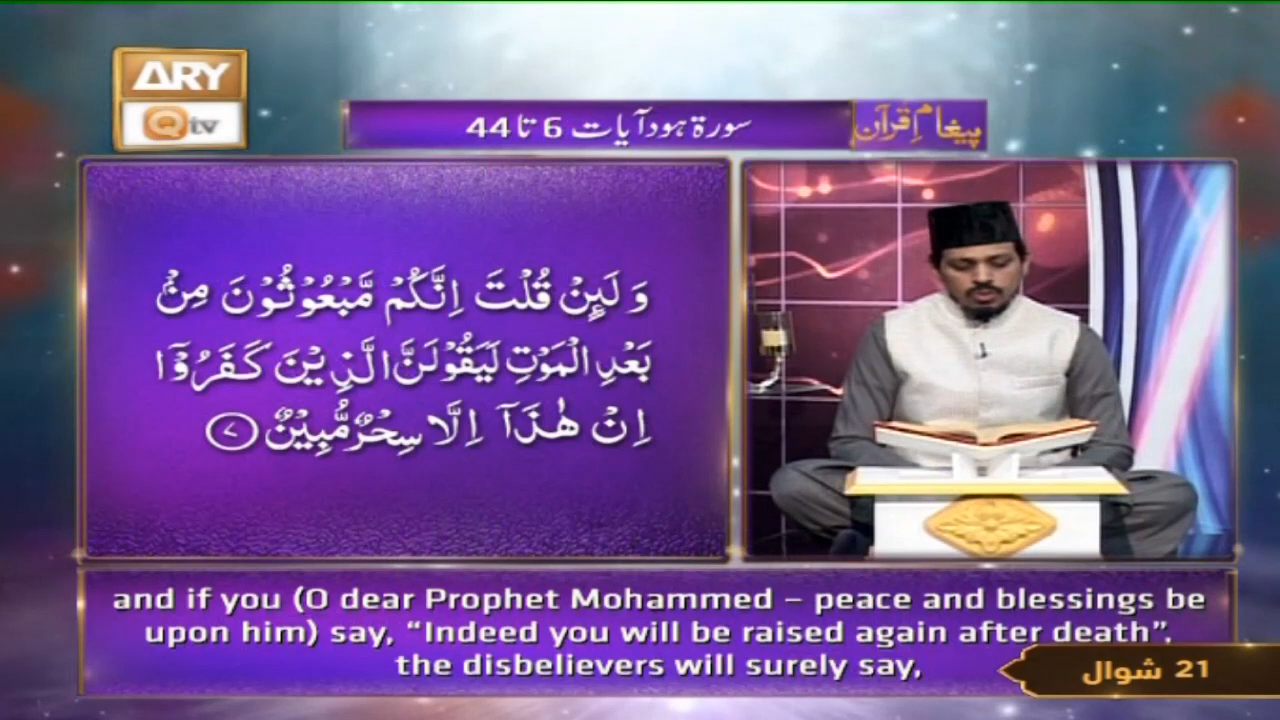 ARY
Qtv
سورۃ ہود آیات 6 تا 44
پیغامِ قرآن
وَ لَئِنْ قُلْتَ اِنَّكُمْ مَّبْعُوْثُوْنَ مِنْۢ
بَعْدِ الْمَوْتِ لَيَقُوْلَنَّ الَّذِيْنَ كَفَرُوْۤا
اِنْ هٰذَاۤ اِلَّا سِحْرٌ مُّبِيْنٌ ۷
and if you (O dear Prophet Mohammed – peace and blessings be
upon him) say, “Indeed you will be raised again after death”,
the disbelievers will surely say,
21 شوال